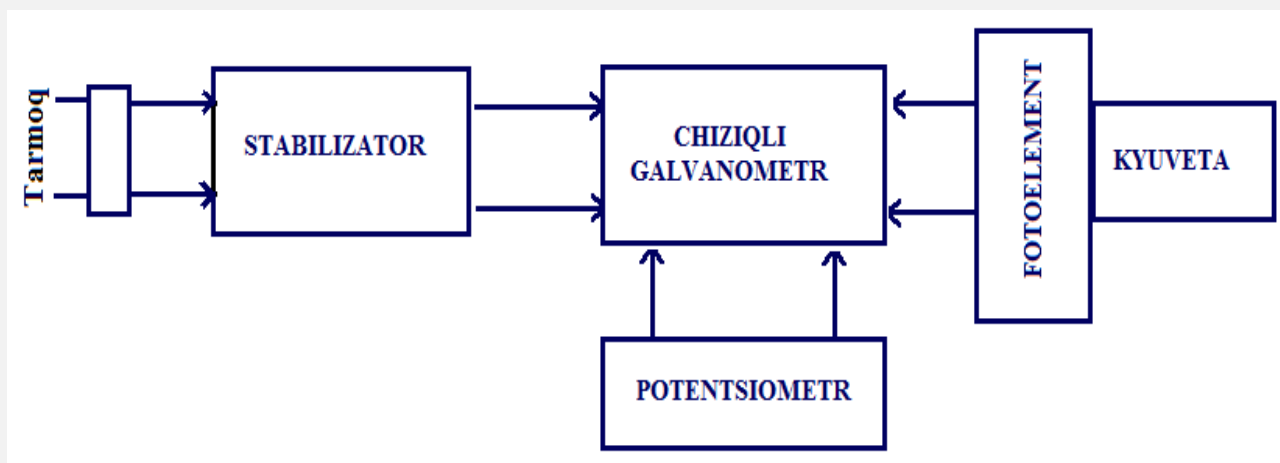 Tarmoq
STABILIZATOR
CHIZIQLI
GALVANOMETR
FOTOELEMENT
KYUVETA
POTENTSIOMETR